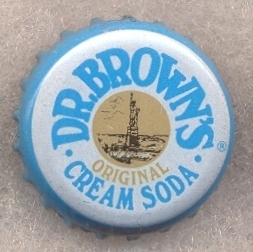 DR. BROWN'S
ORIGINAL
· CREAM SODA ·
®